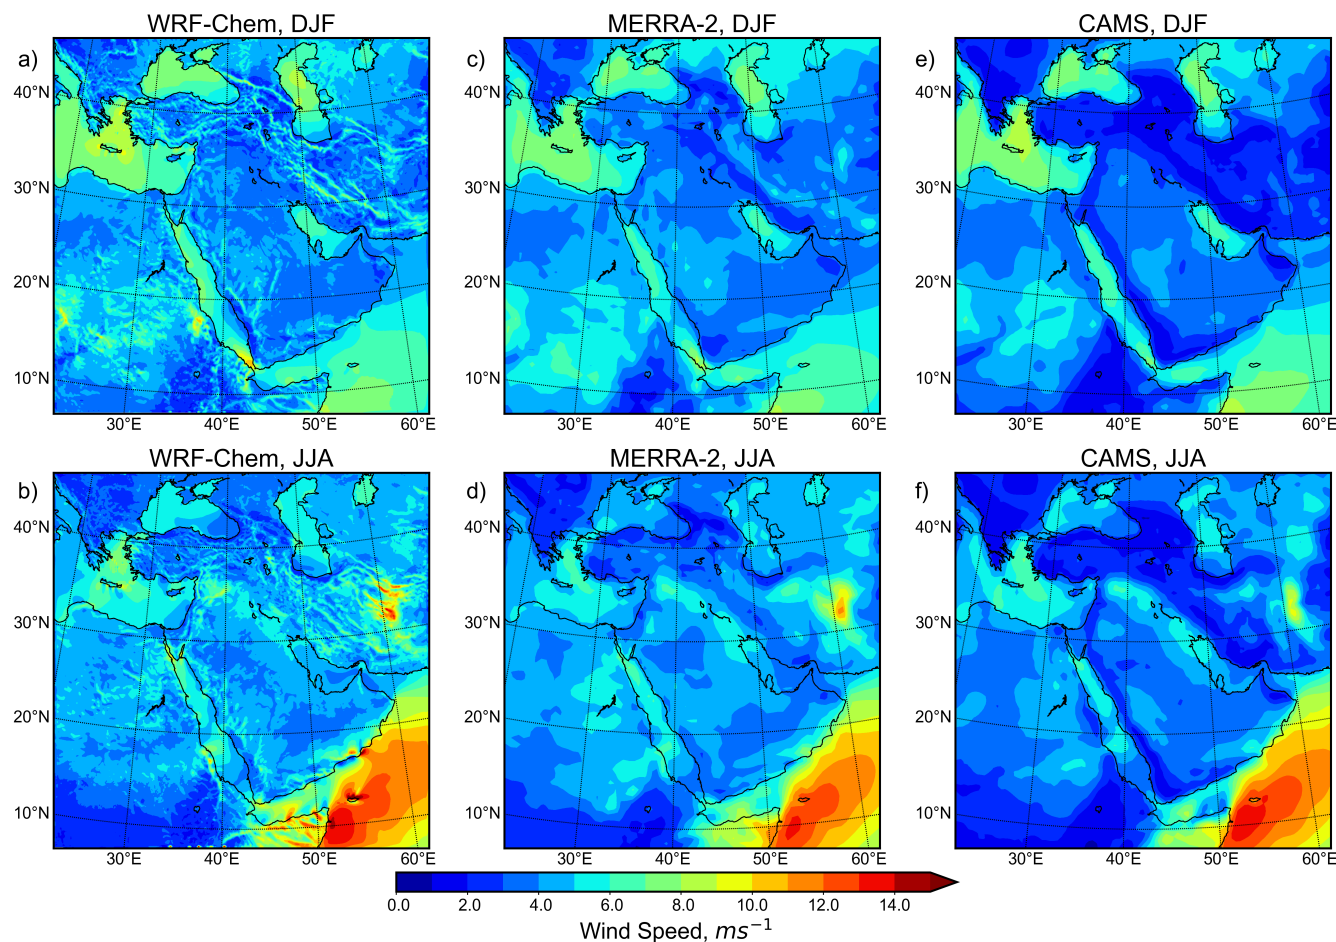 WRF-Chem, DJF MERRA-2, DJF CAMS, DJF
a) c) e)
40°N 40°N 40°N
30°N 30°N 30°N
20°N 20°N 20°N
10°N 10°N 10°N
30°E 40°E 50°E 60°E 30°E 40°E 50°E 60°E 30°E 40°E 50°E 60°E
WRF-Chem, JJA MERRA-2, JJA CAMS, JJA
b) d) f)
40°N 40°N 40°N
30°N 30°N 30°N
20°N 20°N 20°N
10°N 10°N 10°N
30°E 40°E 50°E 60°E 30°E 40°E 50°E 60°E 30°E 40°E 50°E 60°E
0.0 2.0 4.0 6.0 8.0 10.0 12.0 14.0
Wind Speed, ms⁻¹